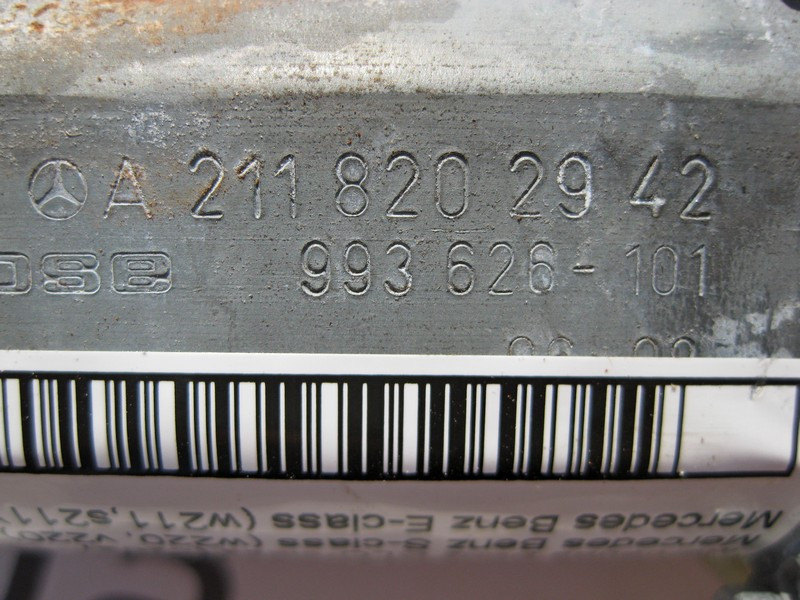 A 211 820 29 42
993 626-101
Mercedes Benz E-class (w211,s211
Mercedes Benz S-class (w220, v220)